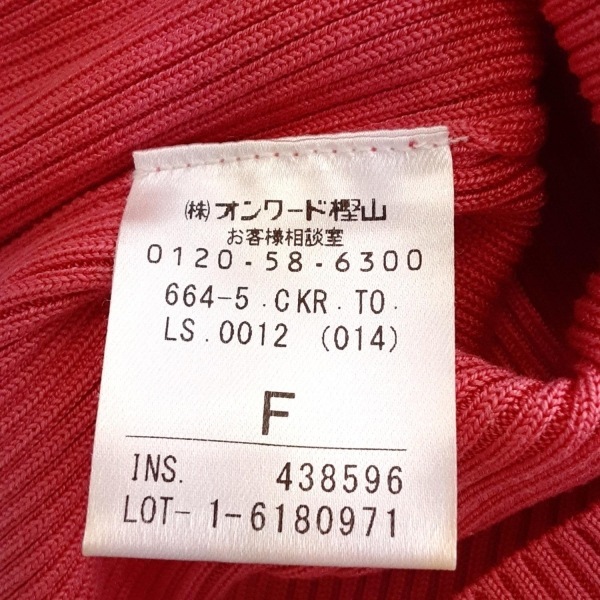 (株)オンワード樫山
お客様相談室
0120-58-6300
664-5.CKR.TO.
LS.0012 (014)
F
INS. 438596
LOT- 1-6180971